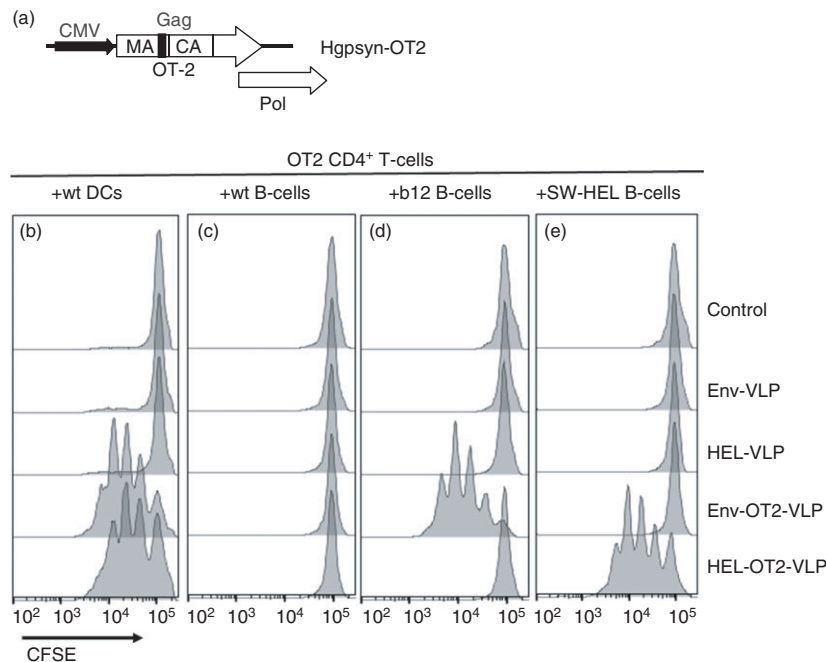 (a)
CMV
Gag
MA
CA
OT-2
Pol
Hgpsyn-OT2
OT2 CD4⁺ T-cells
+wt DCs
+wt B-cells
+b12 B-cells
+SW-HEL B-cells
(b)
(c)
(d)
(e)
Control
Env-VLP
HEL-VLP
Env-OT2-VLP
HEL-OT2-VLP
10² 10³ 10⁴ 10⁵
10² 10³ 10⁵
10² 10³ 10⁴ 10⁵
10² 10³ 10⁴ 10⁵
CFSE